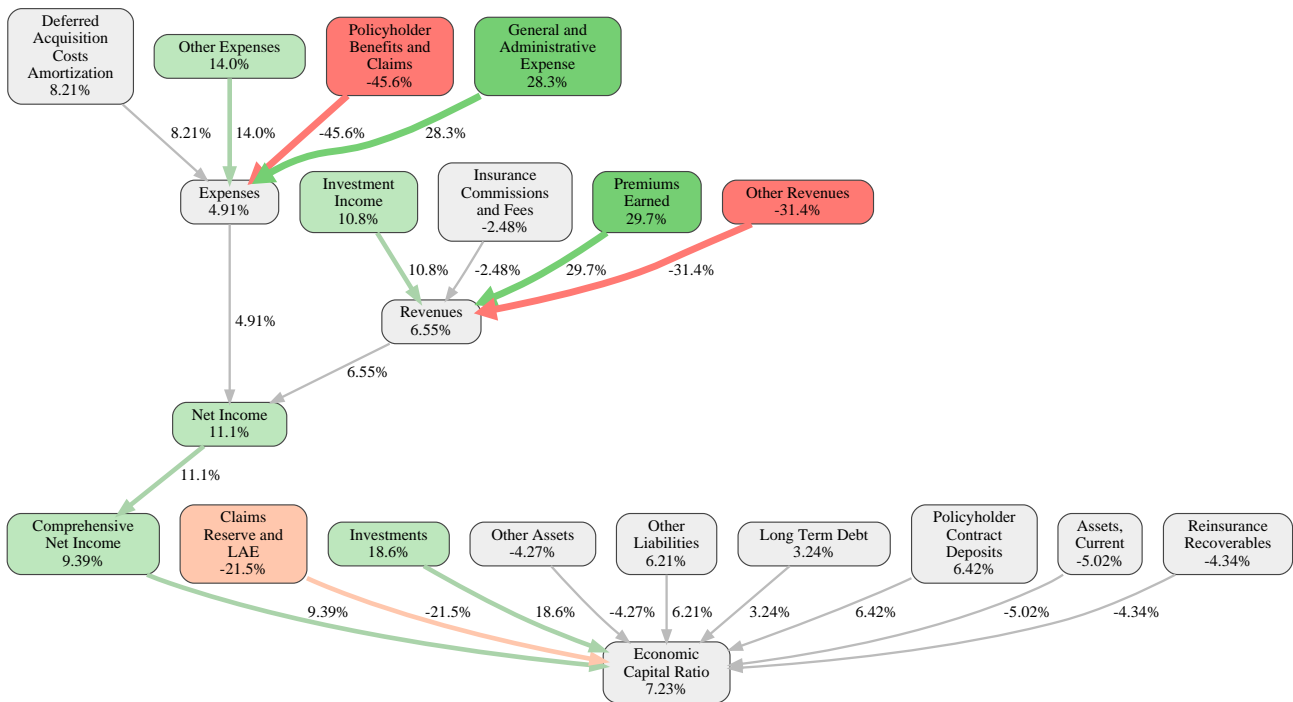 Deferred
Acquisition
Costs
Amortization
8.21%
Other Expenses
14.0%
Policyholder
Benefits and
Claims
-45.6%
General and
Administrative
Expense
28.3%
8.21%
14.0%
-45.6%
28.3%
Expenses
4.91%
Investment
Income
10.8%
Insurance
Commissions
and Fees
-2.48%
Premiums
Earned
29.7%
Other Revenues
-31.4%
10.8%
-2.48%
29.7%
-31.4%
4.91%
Revenues
6.55%
6.55%
Net Income
11.1%
11.1%
Comprehensive
Net Income
9.39%
Claims
Reserve and
LAE
-21.5%
Investments
18.6%
Other Assets
-4.27%
Other
Liabilities
6.21%
Long Term Debt
3.24%
Policyholder
Contract
Deposits
6.42%
Assets,
Current
-5.02%
Reinsurance
Recoverables
-4.34%
9.39%
-21.5%
18.6%
-4.27%
6.21%
3.24%
6.42%
-5.02%
-4.34%
Economic
Capital Ratio
7.23%